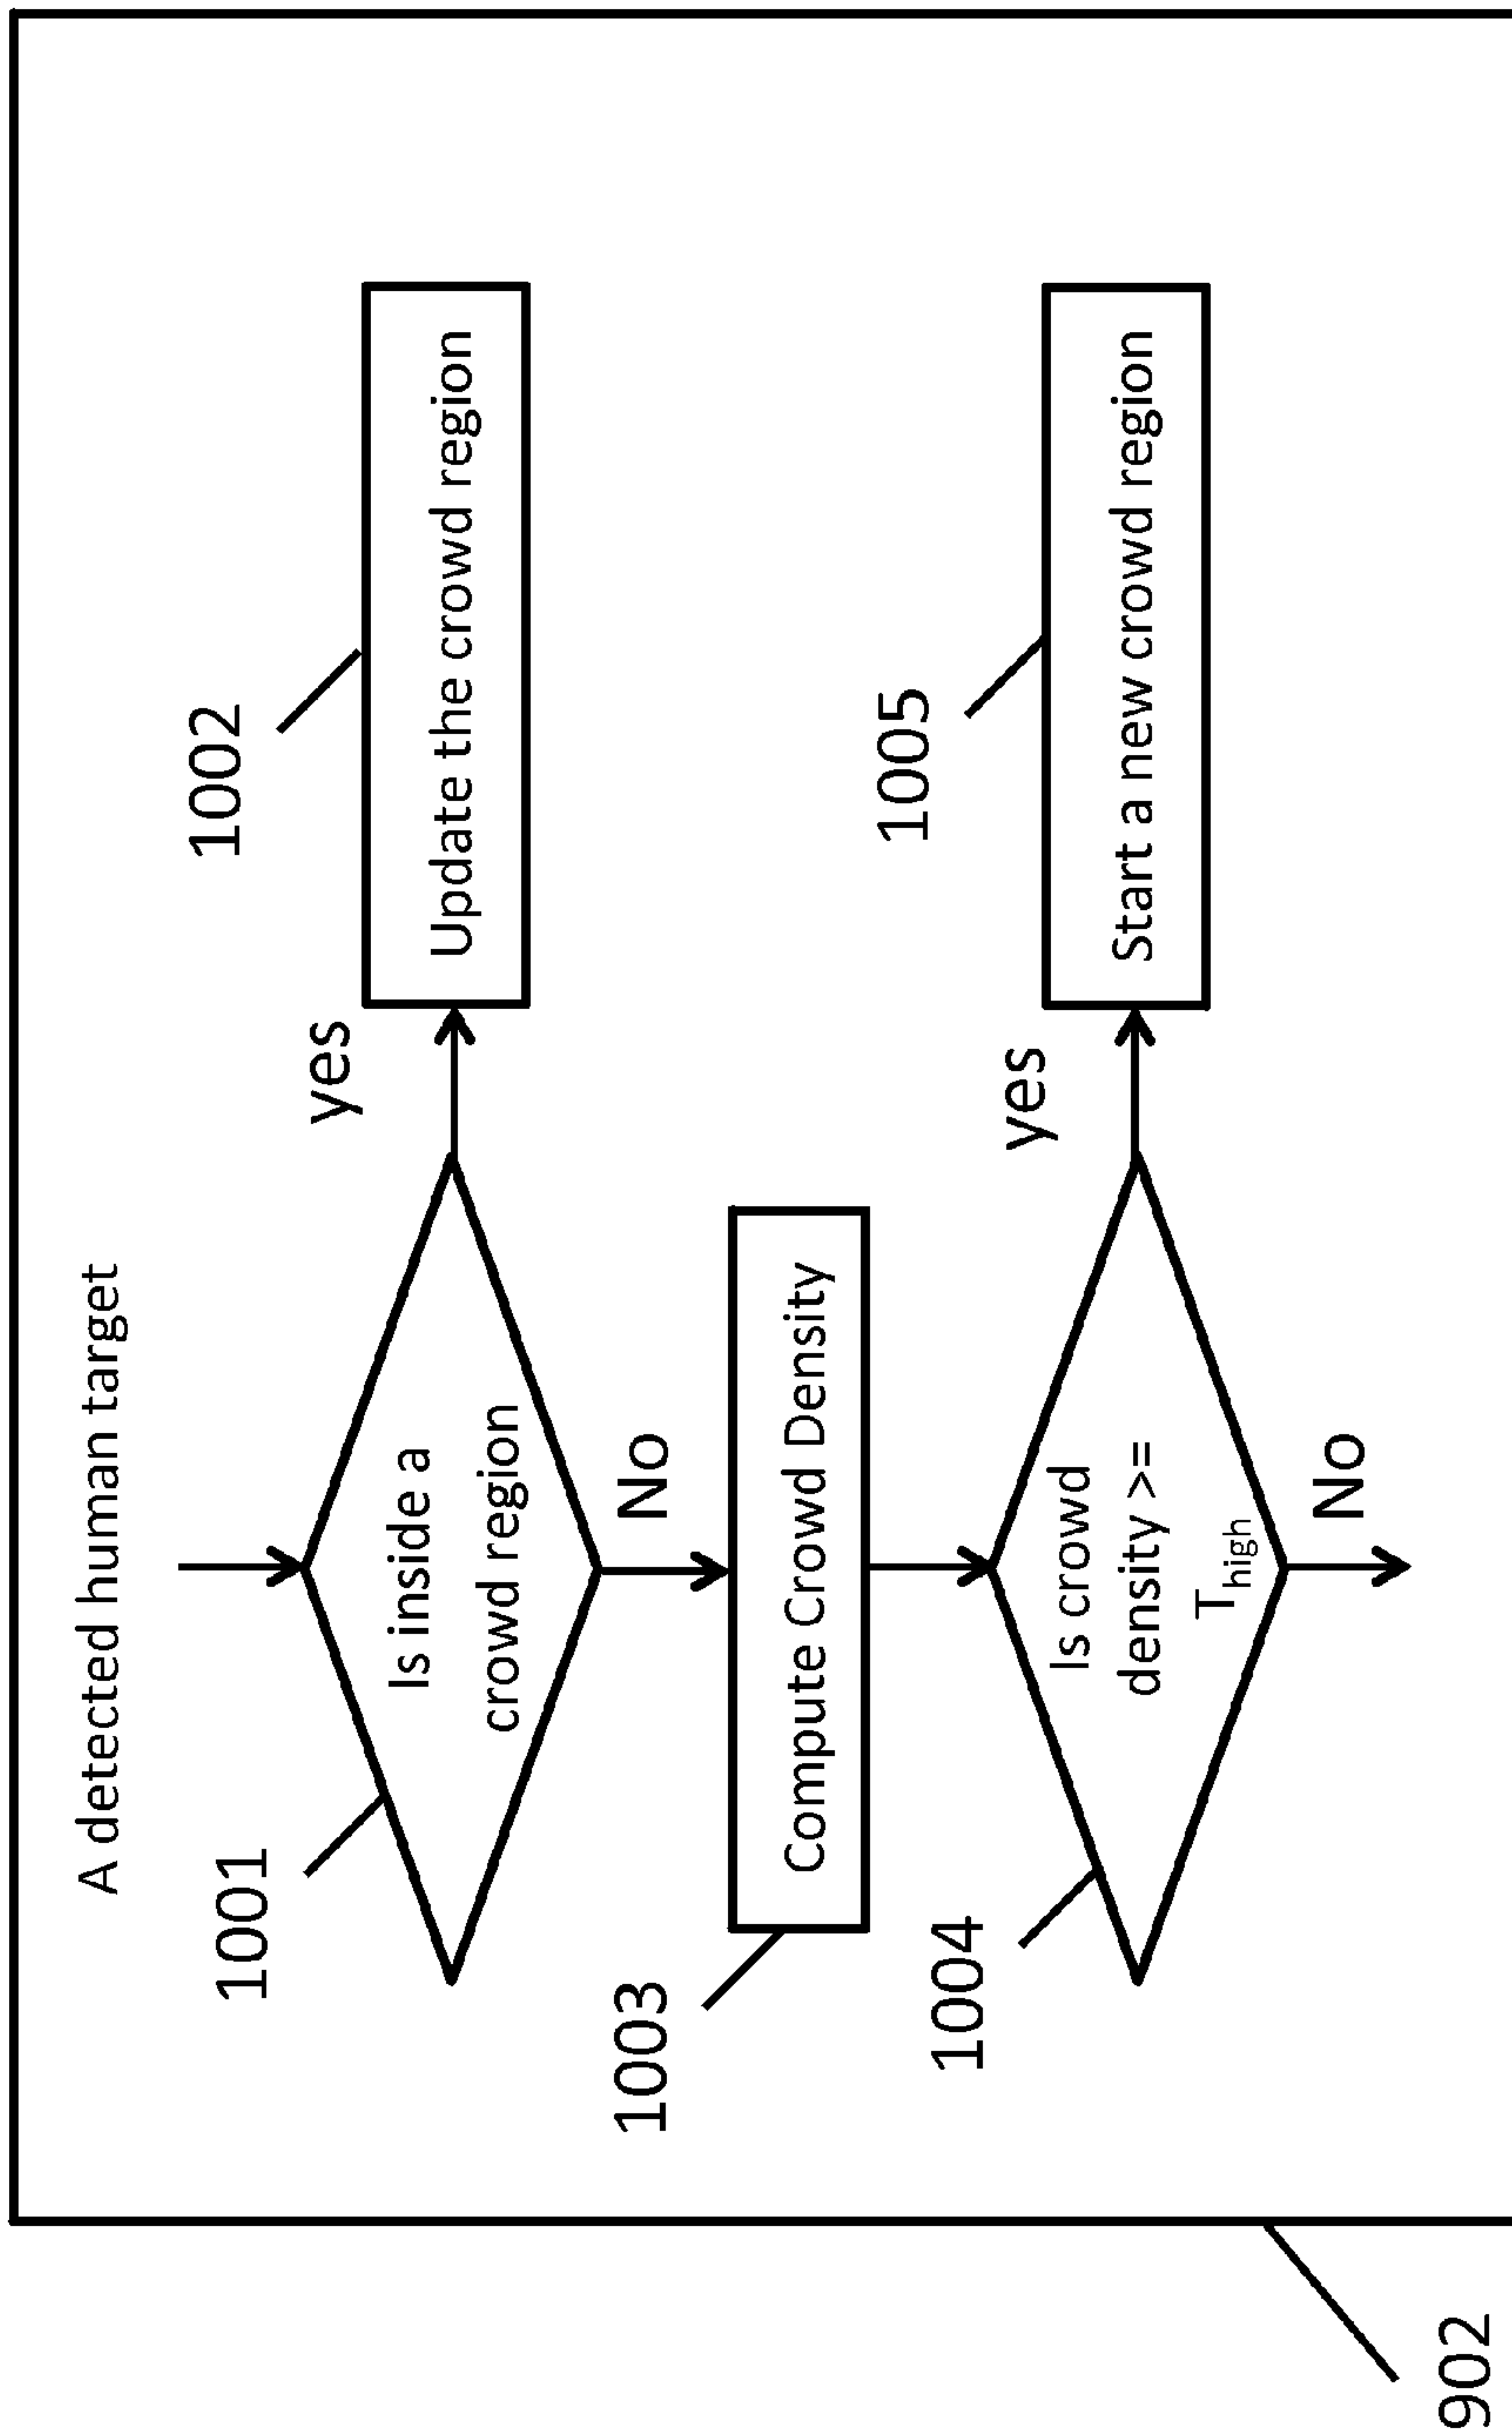 A detected human target
1001
Is inside a
crowd region
yes
1002
Update the crowd region
No
1003
Compute Crowd Density
1004
Is crowd
density >=
Thigh
yes
1005
Start a new crowd region
No
902